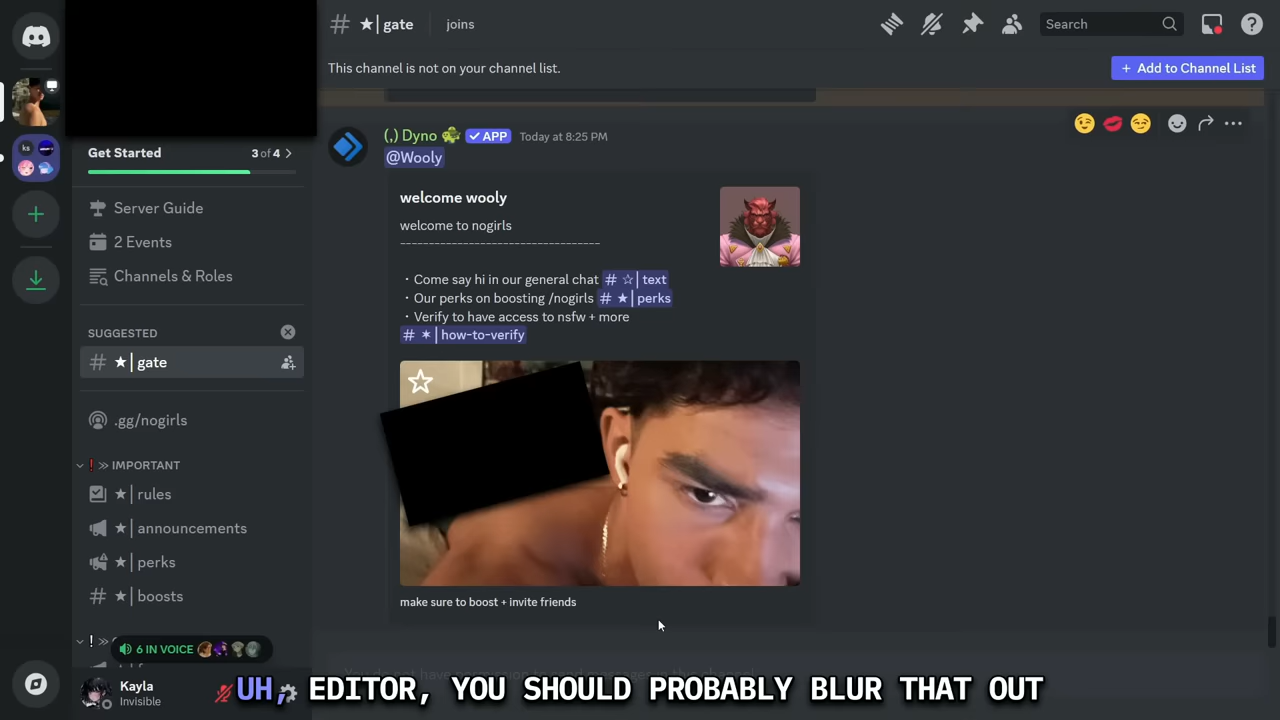 ★| gate
joins
Search
This channel is not on your channel list.
+ Add to Channel List
Get Started
3 of 4
Server Guide
2 Events
Channels & Roles
SUGGESTED
★| gate
.gg/nogirls
❗ » IMPORTANT
★| rules
★| announcements
★| perks
★| boosts
! »
6 IN VOICE
Kayla
Invisible
(,) Dyno 🐢 ✓ APP Today at 8:25 PM
@Wooly
welcome wooly
welcome to nogirls
-----------------------------------
・Come say hi in our general chat # ☆| text
・Our perks on boosting /nogirls # ★| perks
・Verify to have access to nsfw + more
# ✶| how-to-verify
make sure to boost + invite friends
UH, EDITOR, YOU SHOULD PROBABLY BLUR THAT OUT